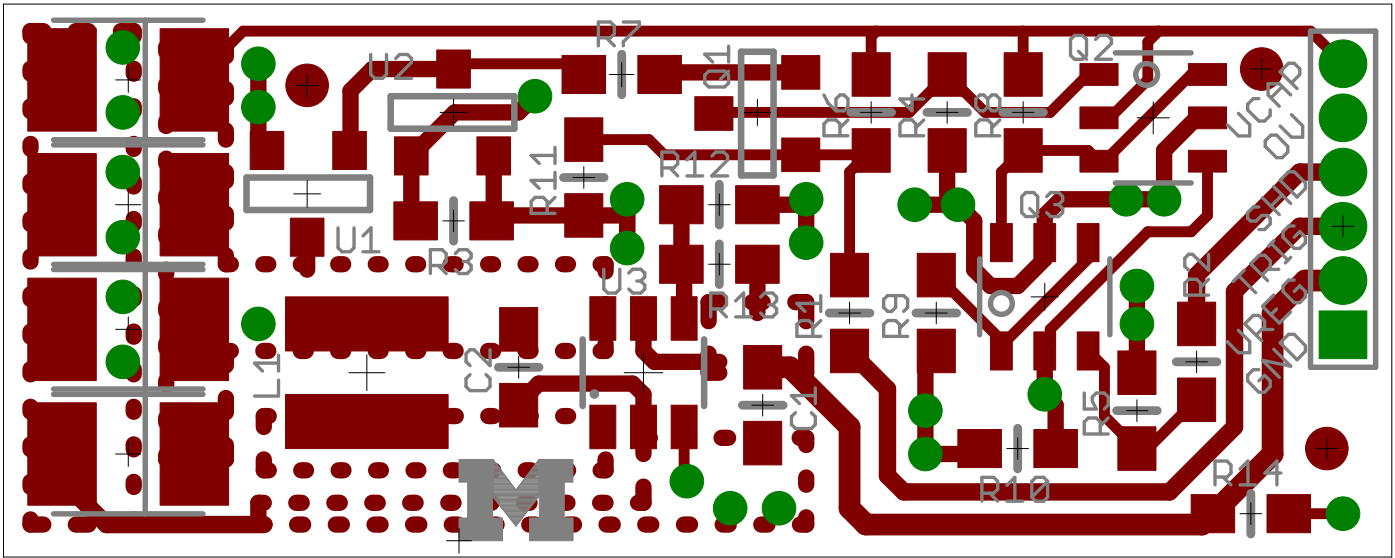 R7
U2
Q1
Q2
VCAP
0V
R6
R4
R8
R12
R11
SHD
Q3
U1
R3
TRIG
U3
R2
R13
R1
R9
VREG
GND
L1
C2
C1
R5
R10
R14
M